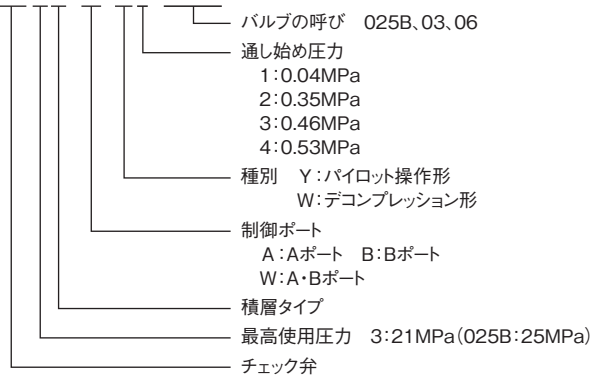 バルブの呼び 025B、03、06
通し始め圧力
1：0.04MPa
2：0.35MPa
3：0.46MPa
4：0.53MPa
種別 Y：パイロット操作形
W：デコンプレッション形
制御ポート
A：Aポート B：Bポート
W：A・Bポート
積層タイプ
最高使用圧力 3：21MPa（025B：25MPa）
チェック弁